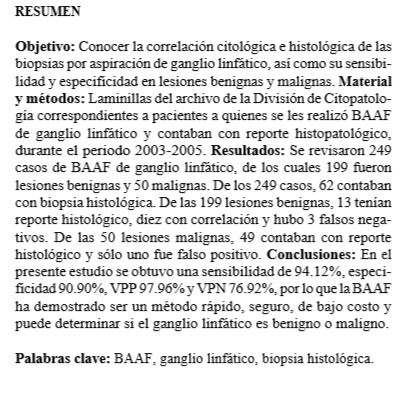 RESUMEN
Objetivo: Conocer la correlación citológica e histológica de las
biopsias por aspiración de ganglio linfático, así como su sensibi-
lidad y especificidad en lesiones benignas y malignas. Material
y métodos: Laminillas del archivo de la División de Citopatolo-
gía correspondientes a pacientes a quienes se les realizó BAAF
de ganglio linfático y contaban con reporte histopatológico,
durante el periodo 2003-2005. Resultados: Se revisaron 249
casos de BAAF de ganglio linfático, de los cuales 199 fueron
lesiones benignas y 50 malignas. De los 249 casos, 62 contaban
con biopsia histológica. De las 199 lesiones benignas, 13 tenían
reporte histológico, diez con correlación y hubo 3 falsos nega-
tivos. De las 50 lesiones malignas, 49 contaban con reporte
histológico y sólo uno fue falso positivo. Conclusiones: En el
presente estudio se obtuvo una sensibilidad de 94.12%, especi-
ficidad 90.90%, VPP 97.96% y VPN 76.92%, por lo que la BAAF
ha demostrado ser un método rápido, seguro, de bajo costo y
puede determinar si el ganglio linfático es benigno o maligno.
Palabras clave: BAAF, ganglio linfático, biopsia histológica.